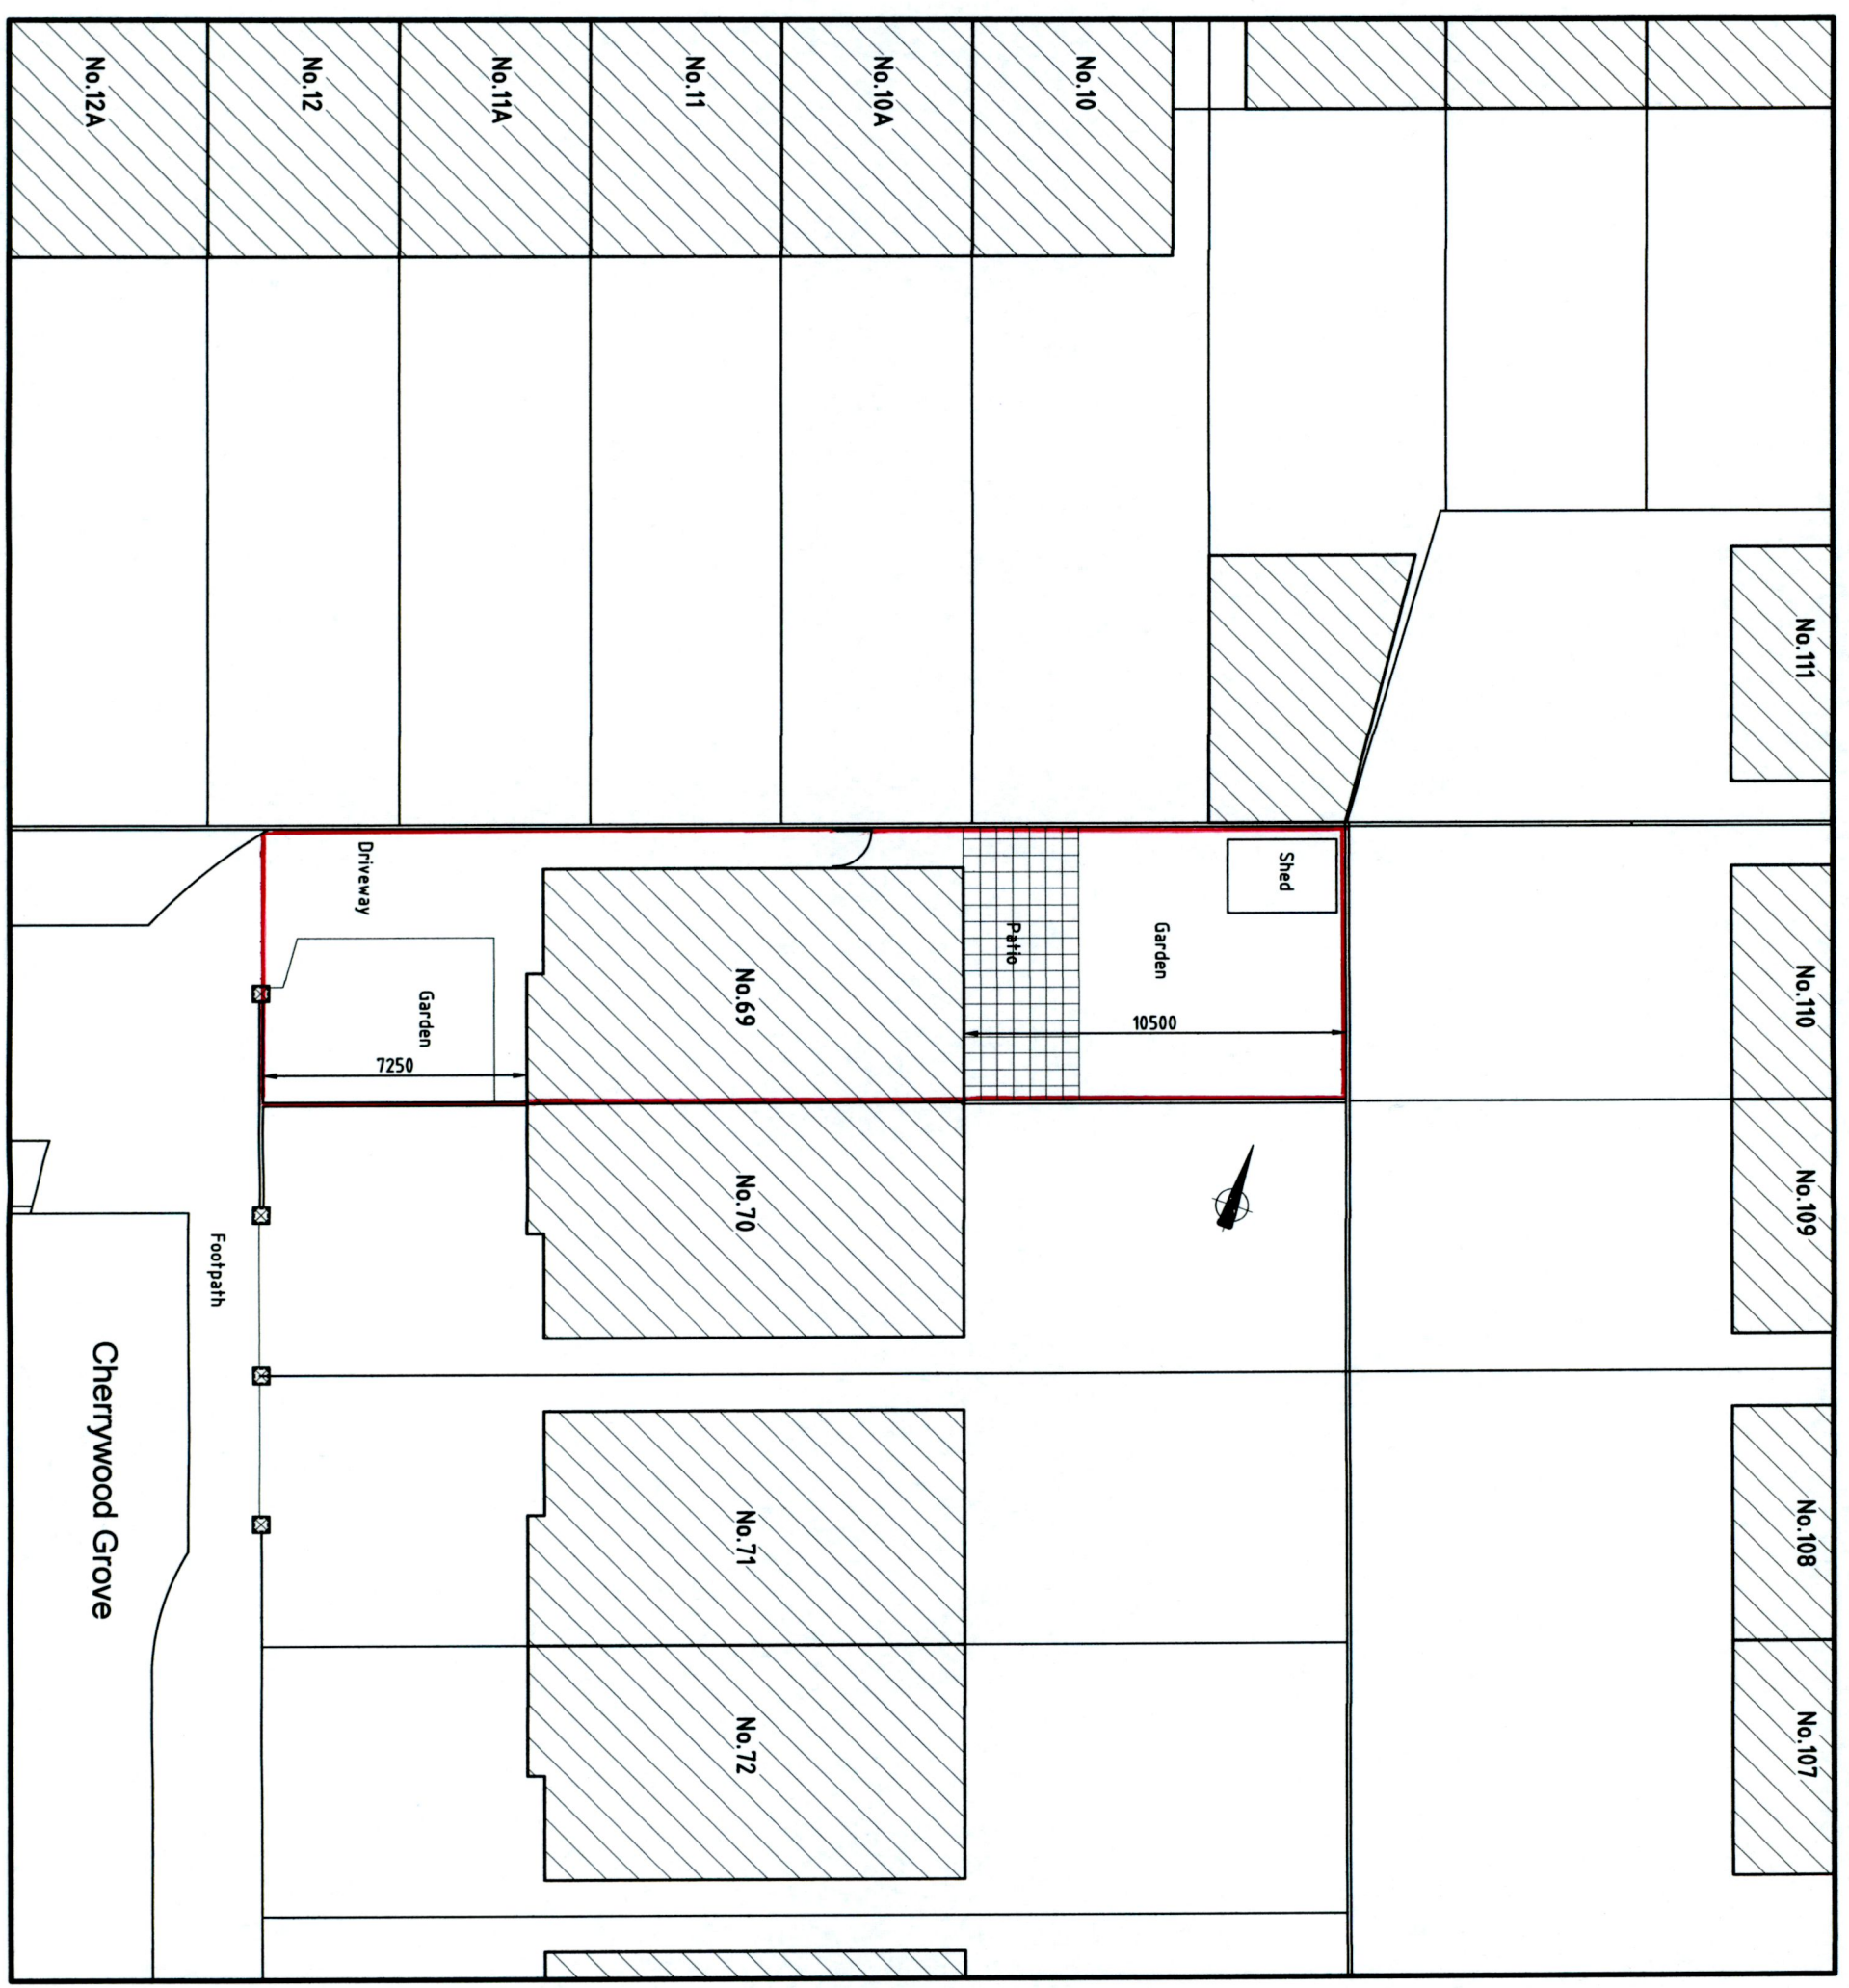 No.12A
No.12
No.11A
No.11
No.10A
No.10
No.111
Driveway
Shed
Garden
Patio
No.69
No.110
Garden
10500
7250
No.70
No.109
Footpath
Cherrywood Grove
No.71
No.108
No.72
No.107